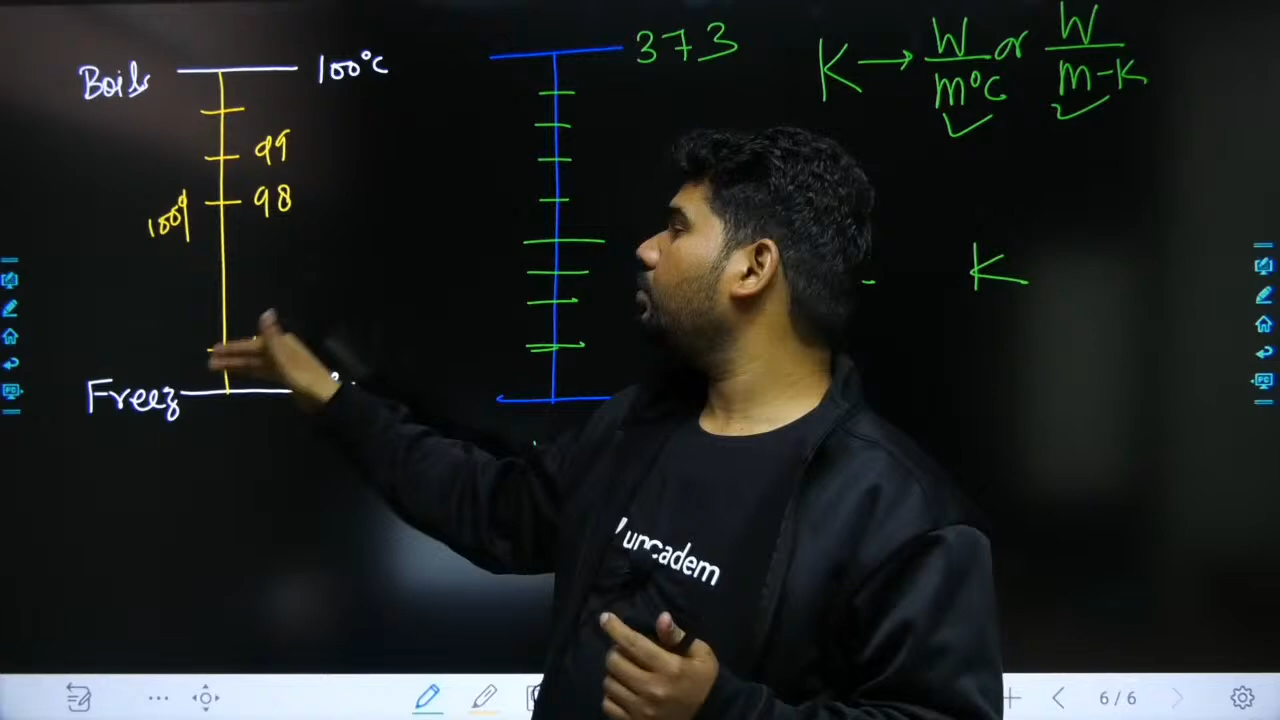 Boils 100°C
99
98
100°
Freez
373
K → W/m°C or W/m-K
K
unacadem
6/6